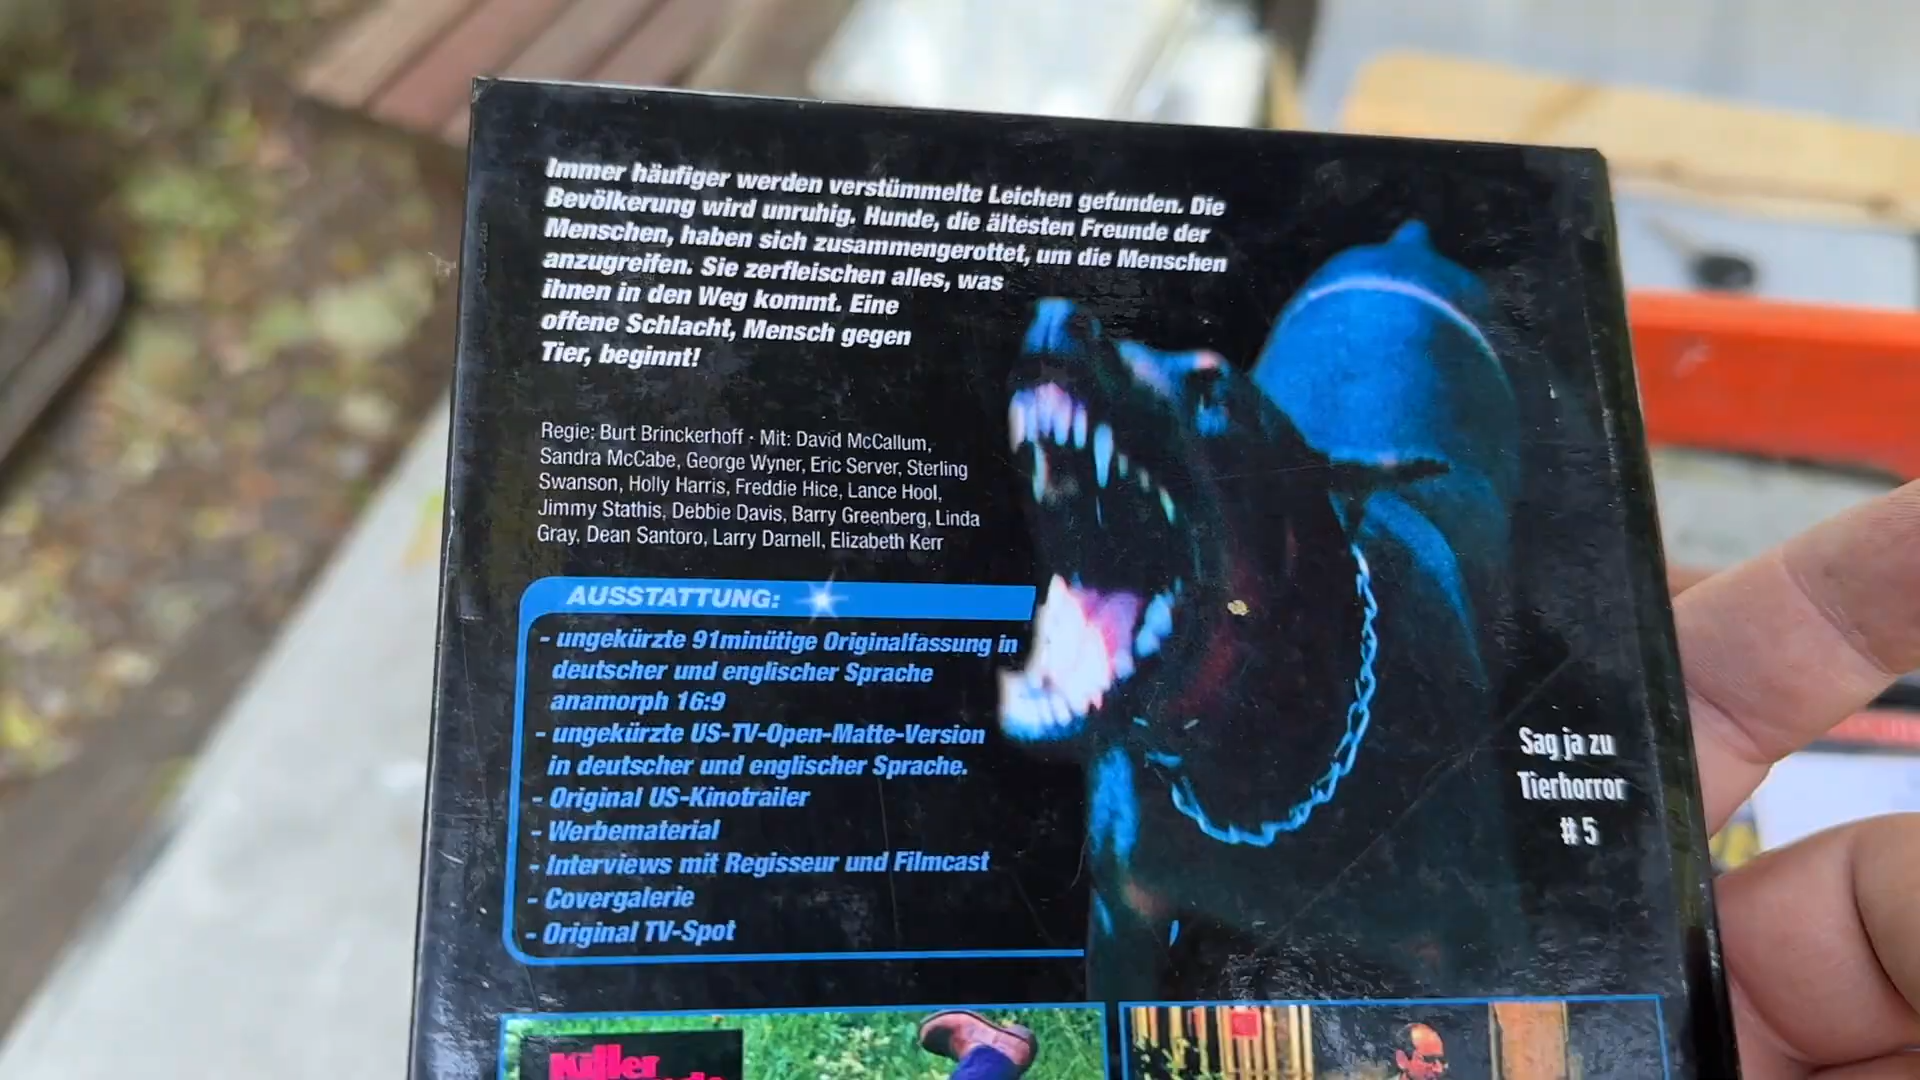 Immer häufiger werden verstümmelte Leichen gefunden. Die
Bevölkerung wird unruhig. Hunde, die ältesten Freunde der
Menschen, haben sich zusammengerottet, um die Menschen
anzugreifen. Sie zerfleischen alles, was
ihnen in den Weg kommt. Eine
offene Schlacht, Mensch gegen
Tier, beginnt!
Regie: Burt Brinckerhoff · Mit: David McCallum,
Sandra McCabe, George Wyner, Eric Server, Sterling
Swanson, Holly Harris, Freddie Hice, Lance Hool,
Jimmy Stathis, Debbie Davis, Barry Greenberg, Linda
Gray, Dean Santoro, Larry Darnell, Elizabeth Kerr
AUSSTATTUNG:
- ungekürzte 91minütige Originalfassung in
deutscher und englischer Sprache
anamorph 16:9
- ungekürzte US-TV-Open-Matte-Version
in deutscher und englischer Sprache.
- Original US-Kinotrailer
- Werbematerial
- Interviews mit Regisseur und Filmcast
- Covergalerie
- Original TV-Spot
Sag ja zu
Tierhorror
# 5
Killer